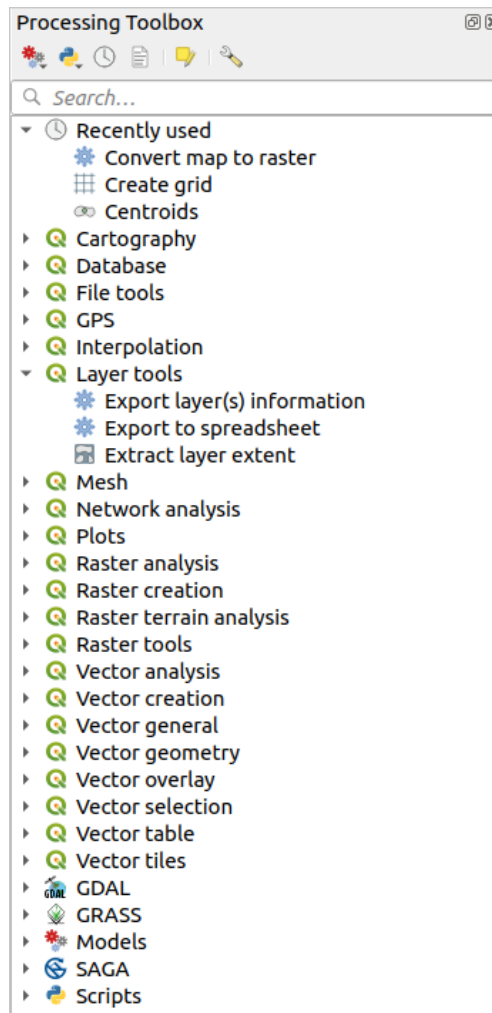 Processing Toolbox
Search…
Recently used
Convert map to raster
Create grid
Centroids
Cartography
Database
File tools
GPS
Interpolation
Layer tools
Export layer(s) information
Export to spreadsheet
Extract layer extent
Mesh
Network analysis
Plots
Raster analysis
Raster creation
Raster terrain analysis
Raster tools
Vector analysis
Vector creation
Vector general
Vector geometry
Vector overlay
Vector selection
Vector table
Vector tiles
GDAL
GRASS
Models
SAGA
Scripts